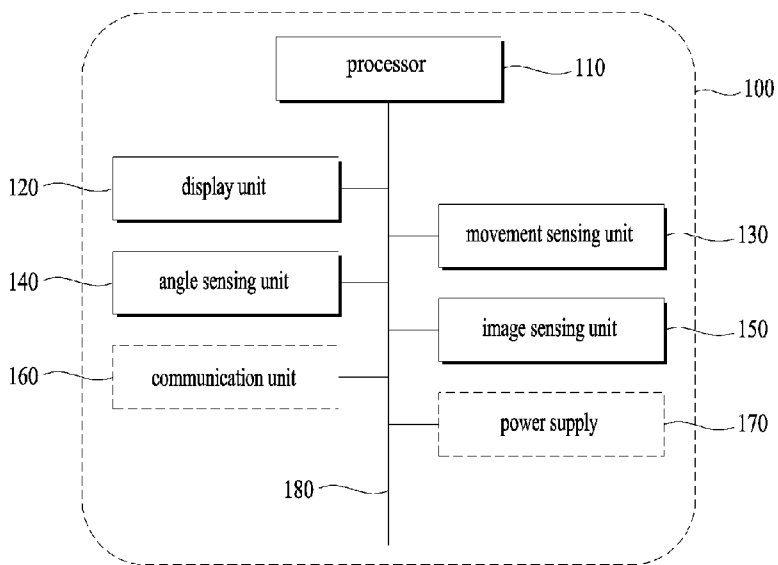 processor
110
100
120
display unit
movement sensing unit
130
140
angle sensing unit
image sensing unit
150
160
communication unit
power supply
170
180